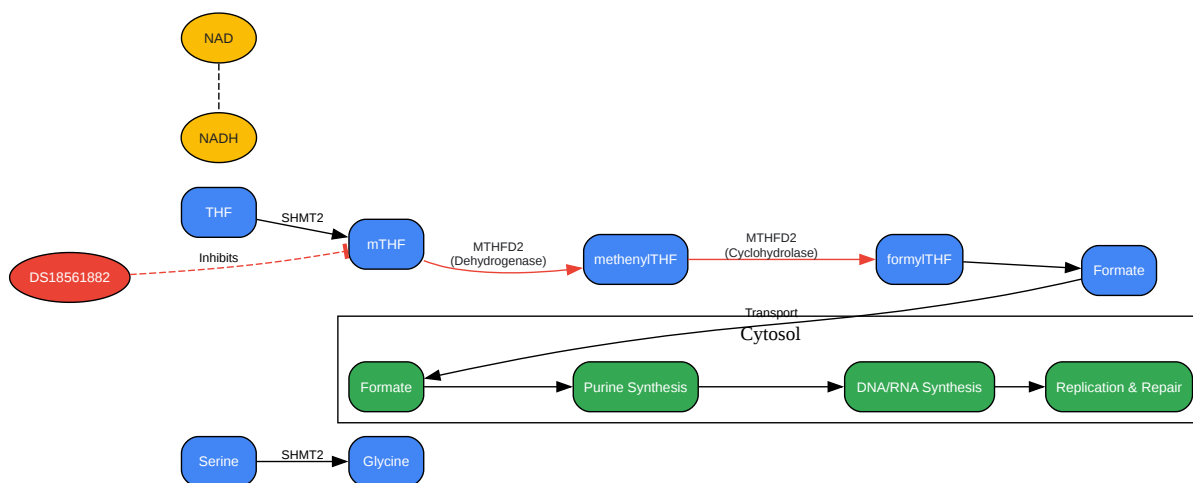 NAD
NADH
THF
SHMT2
mTHF
Inhibits
DS18561882
MTHFD2
(Dehydrogenase)
methenylTHF
MTHFD2
(Cyclohydrolase)
formylTHF
Formate
Transport
Cytosol
Formate
Purine Synthesis
DNA/RNA Synthesis
Replication & Repair
Serine
SHMT2
Glycine